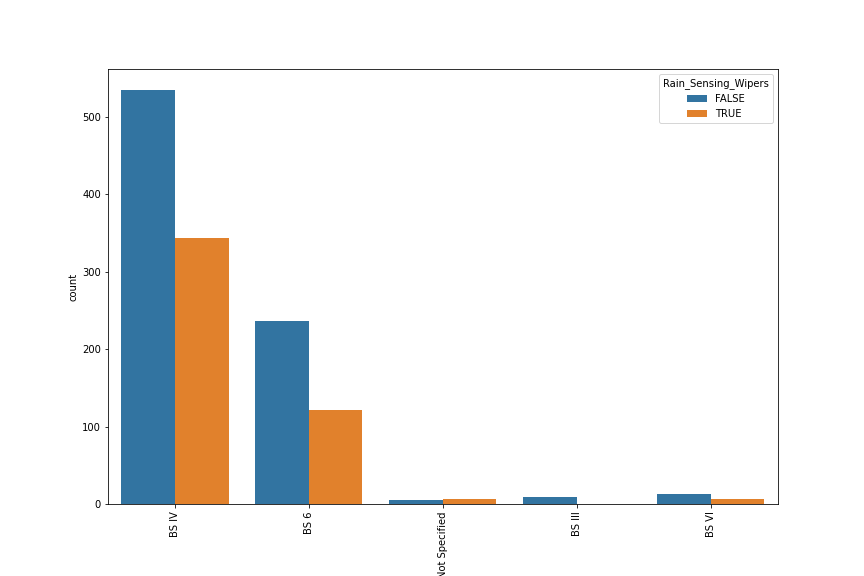 Rain_Sensing_Wipers
FALSE
TRUE
500
400
300
200
100
0
count
BS IV
BS 6
Not Specified
BS III
BS VI